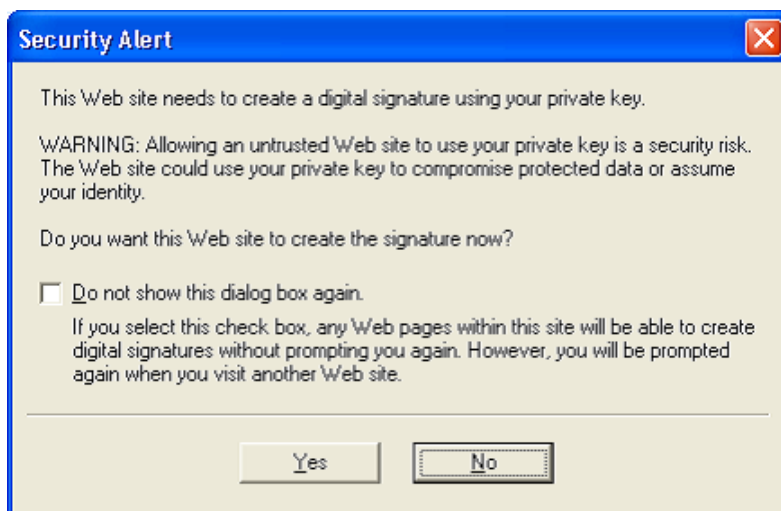 Security Alert
This Web site needs to create a digital signature using your private key.
WARNING: Allowing an untrusted Web site to use your private key is a security risk.
The Web site could use your private key to compromise protected data or assume
your identity.
Do you want this Web site to create the signature now?
Do not show this dialog box again.
If you select this check box, any Web pages within this site will be able to create
digital signatures without prompting you again. However, you will be prompted
again when you visit another Web site.
Yes
No